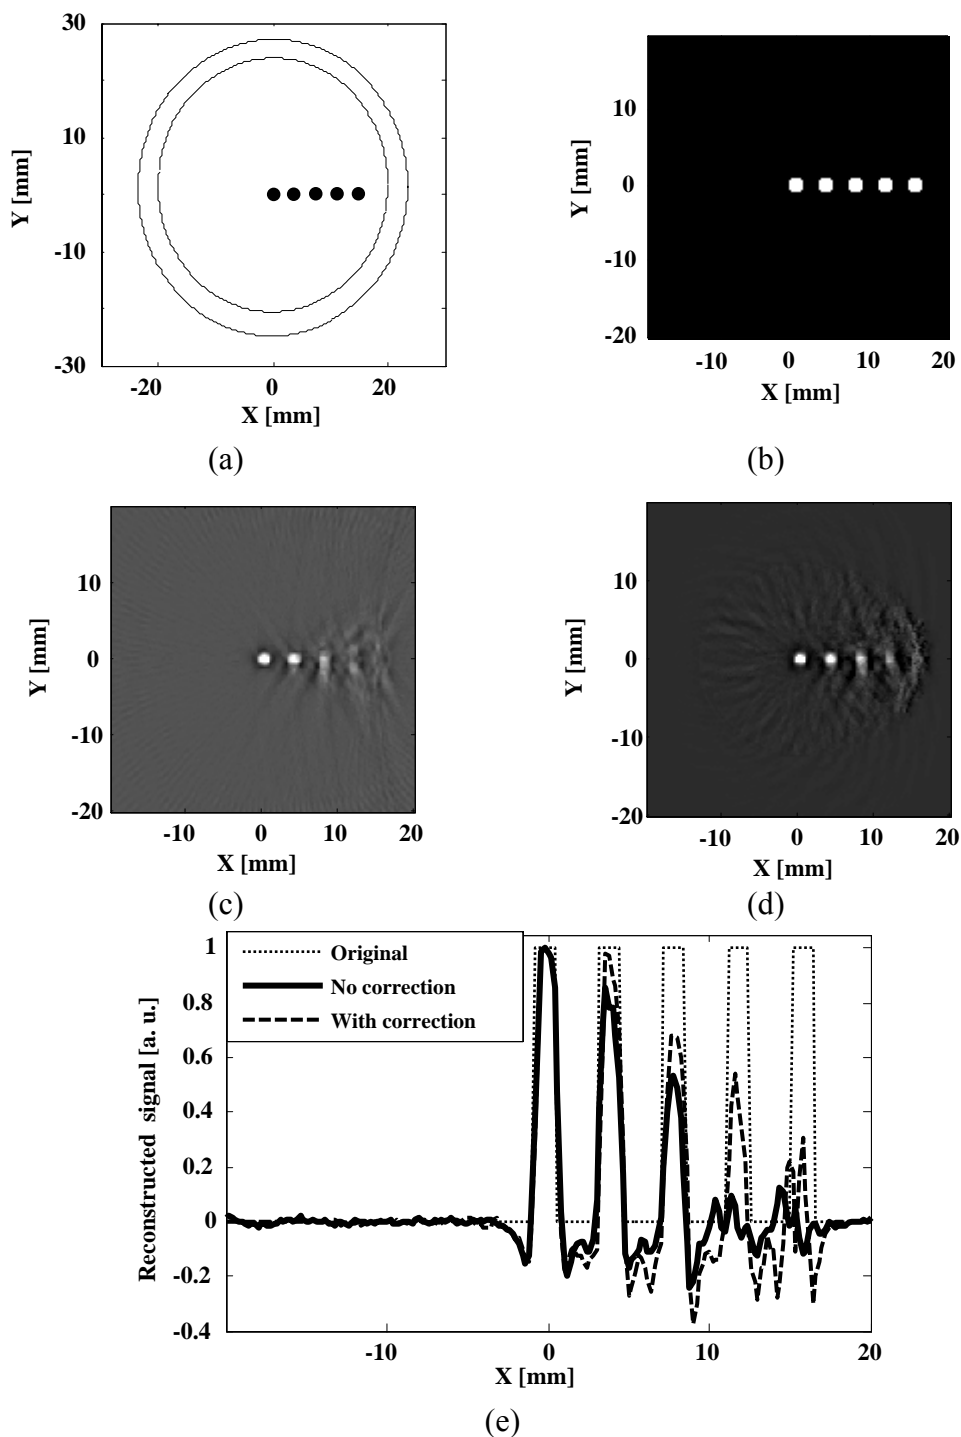 30
10
-10
-30
Y [mm]
-20 0 20
X [mm]
(a)
10
0
-10
-20
Y [mm]
-10 0 10 20
X [mm]
(b)
10
0
-10
-20
Y [mm]
-10 0 10 20
X [mm]
(c)
10
0
-10
-20
Y [mm]
-10 0 10 20
X [mm]
(d)
Original
No correction
With correction
1
0.8
0.6
0.4
0.2
0
-0.2
-0.4
Reconstructed signal [a. u.]
-10 0 10 20
X [mm]
(e)